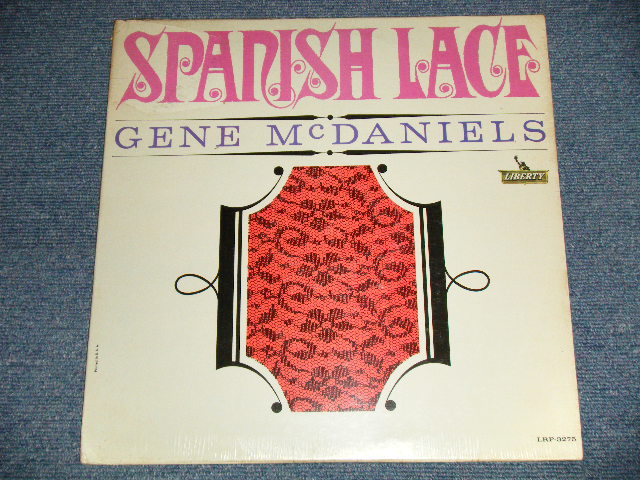 SPANISH LACE
GENE McDANIELS
LIBERTY
LRP-3275